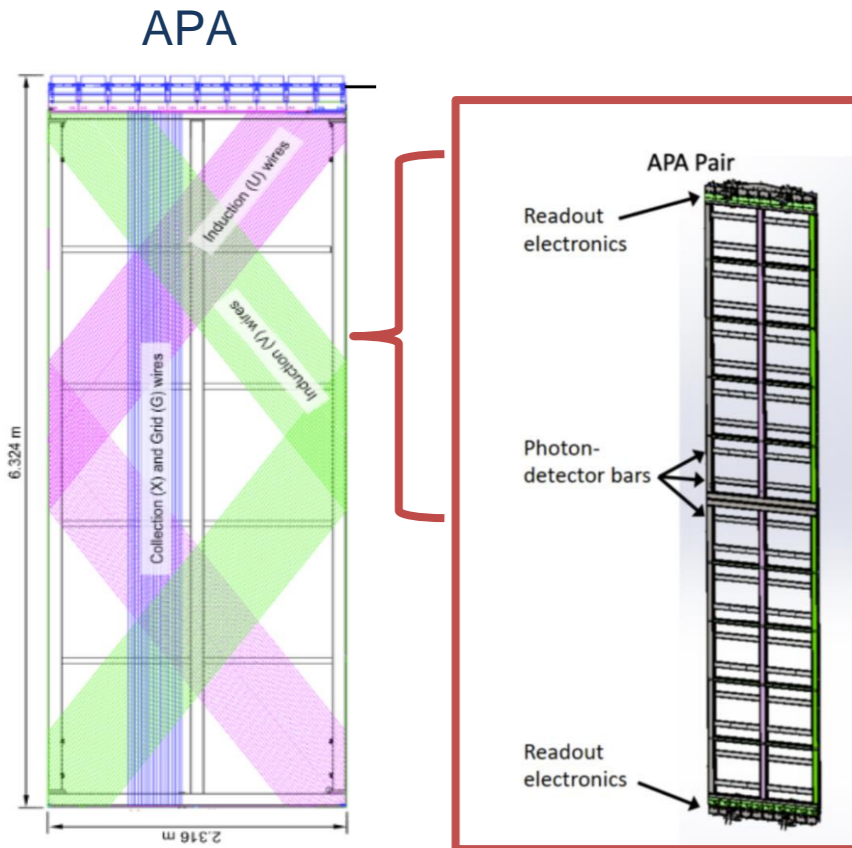 APA
Induction (U) wires
Induction (V) wires
Collection (X) and Grid (G) wires
6.324 m
2.316 m
APA Pair
Readout
electronics
Photon-
detector bars
Readout
electronics